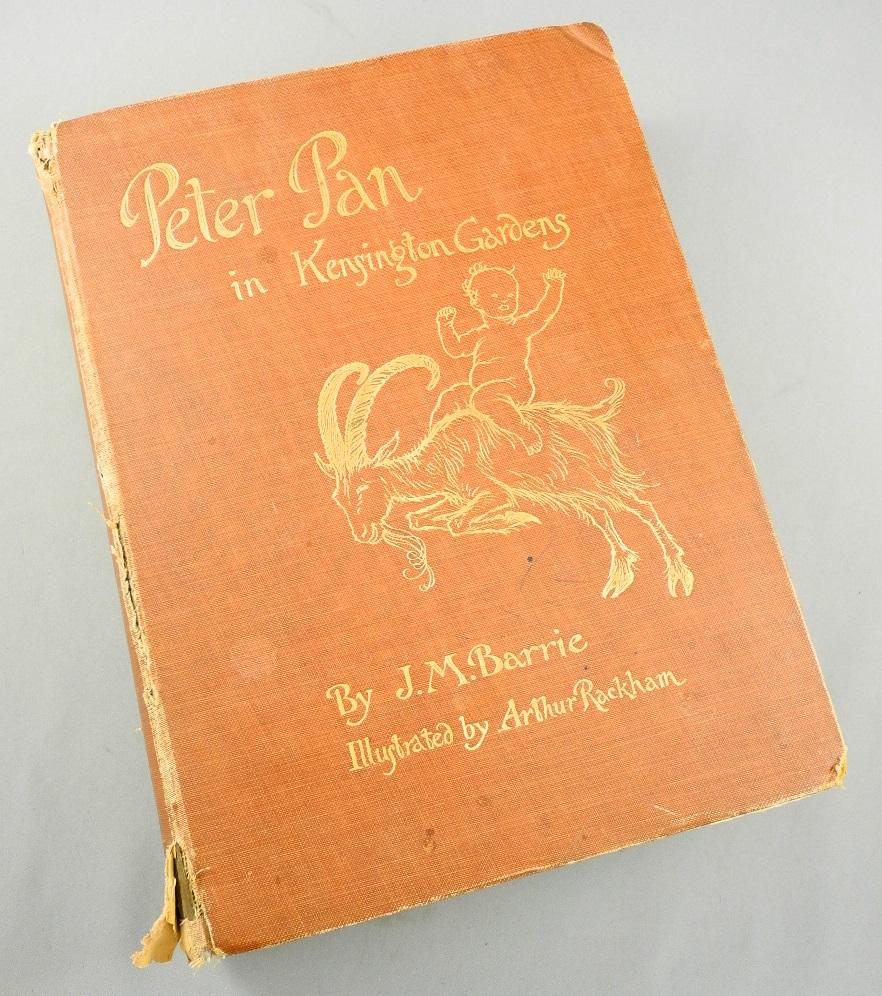 Peter Pan
in Kensington Gardens
By J.M.Barrie
Illustrated by Arthur Rackham